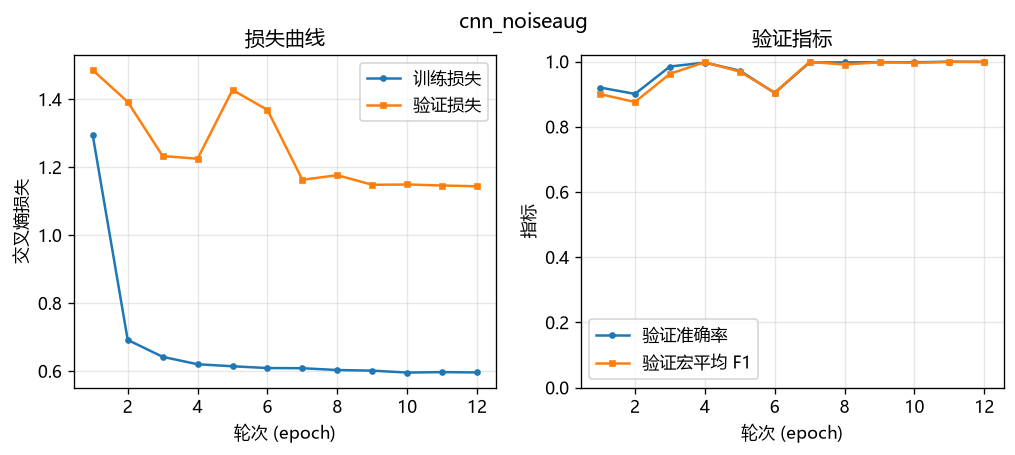 cnn_noiseaug
损失曲线
训练损失
验证损失
交叉熵损失
1.4
1.2
1.0
0.8
0.6
2 4 6 8 10 12
轮次 (epoch)
验证指标
指标
1.0
0.8
0.6
0.4
0.2
0.0
验证准确率
验证宏平均 F1
2 4 6 8 10 12
轮次 (epoch)